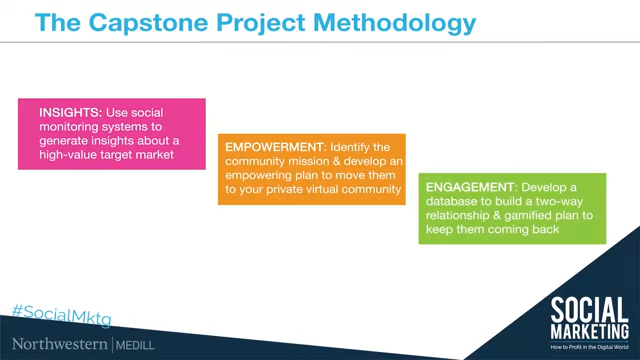 The Capstone Project Methodology
INSIGHTS: Use social
monitoring systems to
generate insights about a
high-value target market
EMPOWERMENT: Identify the
community mission & develop an
empowering plan to move them
to your private virtual community
ENGAGEMENT: Develop a
database to build a two-way
relationship & gamified plan to
keep them coming back
#SocialMktg
Northwestern | MEDILL
SOCIAL
MARKETING
How to Profit in the Digital World